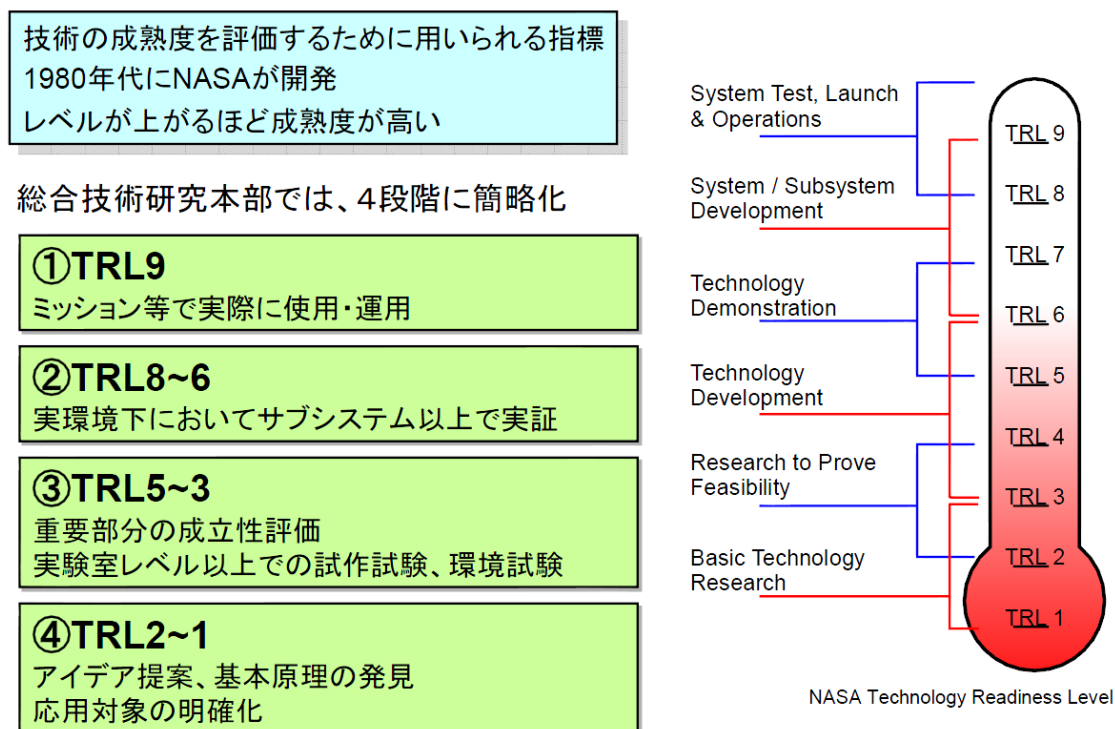 技術の成熟度を評価するために用いられる指標
1980年代にNASAが開発
レベルが上がるほど成熟度が高い
総合技術研究本部では、4段階に簡略化
①TRL9
ミッション等で実際に使用・運用
②TRL8~6
実環境下においてサブシステム以上で実証
③TRL5~3
重要部分の成立性評価
実験室レベル以上での試作試験、環境試験
④TRL2~1
アイデア提案、基本原理の発見
応用対象の明確化
System Test, Launch
& Operations
System / Subsystem
Development
Technology
Demonstration
Technology
Development
Research to Prove
Feasibility
Basic Technology
Research
TRL 9
TRL 8
TRL 7
TRL 6
TRL 5
TRL 4
TRL 3
TRL 2
TRL 1
NASA Technology Readiness Level